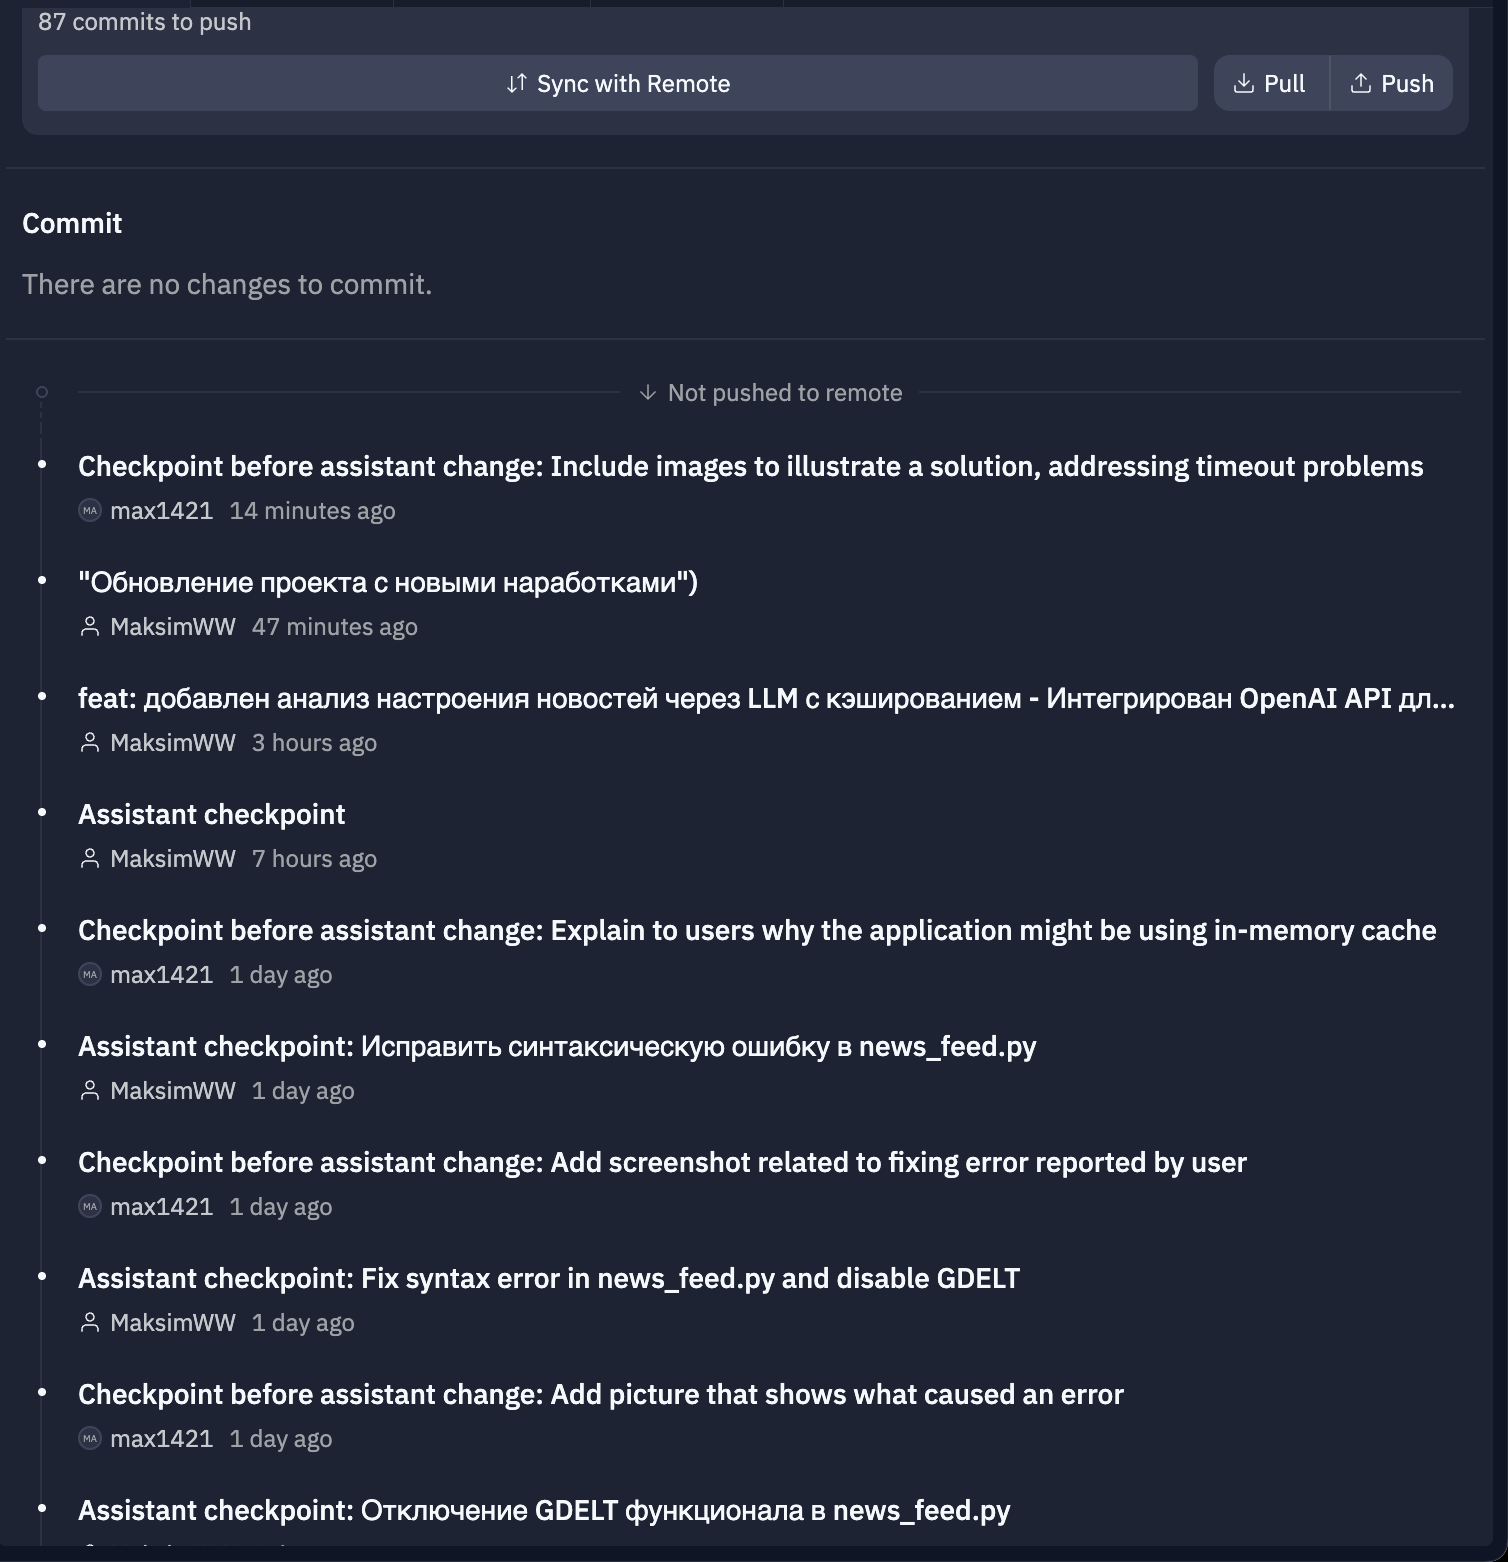 87 commits to push
Sync with Remote
Pull
Push
Commit
There are no changes to commit.
Not pushed to remote
Checkpoint before assistant change: Include images to illustrate a solution, addressing timeout problems
MA max1421 14 minutes ago
"Обновление проекта с новыми наработками")
MaksimWW 47 minutes ago
feat: добавлен анализ настроения новостей через LLM с кэшированием - Интегрирован OpenAI API дл...
MaksimWW 3 hours ago
Assistant checkpoint
MaksimWW 7 hours ago
Checkpoint before assistant change: Explain to users why the application might be using in-memory cache
MA max1421 1 day ago
Assistant checkpoint: Исправить синтаксическую ошибку в news_feed.py
MaksimWW 1 day ago
Checkpoint before assistant change: Add screenshot related to fixing error reported by user
MA max1421 1 day ago
Assistant checkpoint: Fix syntax error in news_feed.py and disable GDELT
MaksimWW 1 day ago
Checkpoint before assistant change: Add picture that shows what caused an error
MA max1421 1 day ago
Assistant checkpoint: Отключение GDELT функционала в news_feed.py